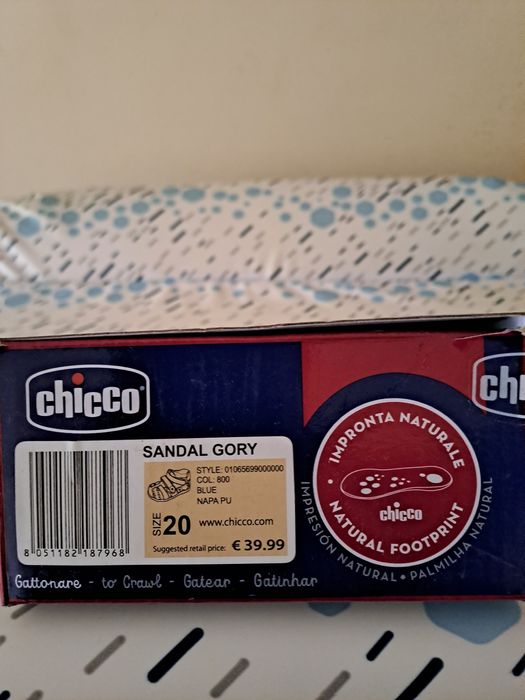 chicco
SANDAL GORY
STYLE: 01065699000000
COL: 800
BLUE
NAPA PU
SIZE 20 www.chicco.com
Suggested retail price: € 39.99
8 051182 187968
Gattonare - to Crawl - Gatear - Gatinhar
IMPRONTA NATURALE
chicco
NATURAL FOOTPRINT
IMPRESIÓN NATURAL • PALMILHA NATURAL
chi